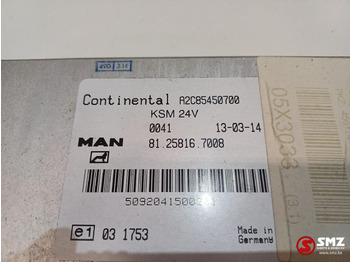 Continental A2C85450700
KSM 24V
0041 13-03-14
MAN 81.25816.7008
e1 03 1753
Made in
Germany
SMZ